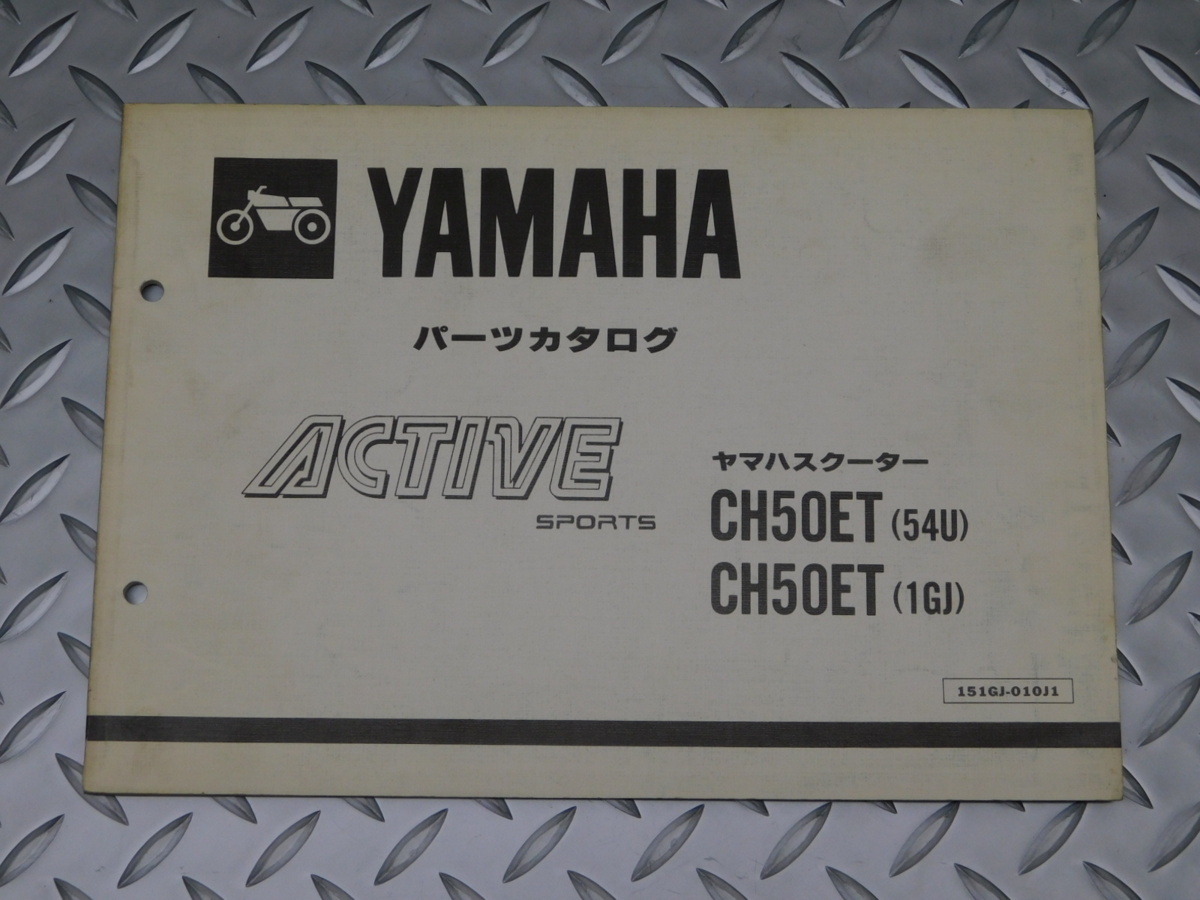 YAMAHA
パーツカタログ
ACTIVE
SPORTS
ヤマハスクーター
CH50ET (54U)
CH50ET (1GJ)
151GJ-010J1